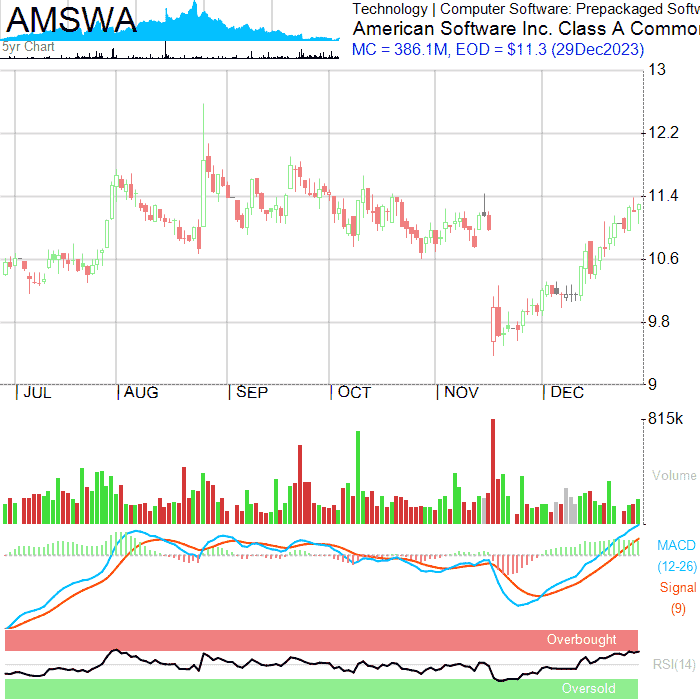 AMSWA
5yr Chart
Technology | Computer Software: Prepackaged Softw
American Software Inc. Class A Commo
MC = 386.1M, EOD = $11.3 (29Dec2023)
13
12.2
11.4
10.6
9.8
9
JUL AUG SEP OCT NOV DEC
815k
Volume
MACD
(12-26)
Signal
(9)
Overbought
RSI(14)
Oversold